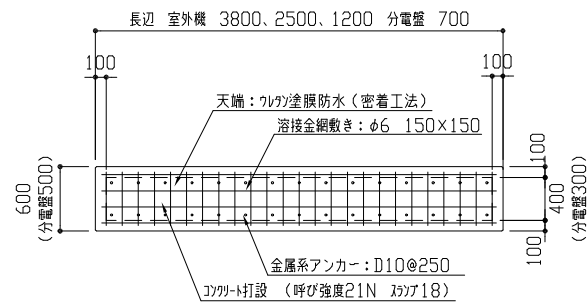 長辺 室外機 3800、2500、1200 分電盤 700
100
100
天端：ウレタン塗膜防水（密着工法）
溶接金網敷き：φ6 150×150
100
600
(分電盤500)
400
(分電盤300)
100
金属系アンカー：D10@250
コンクリート打設 （呼び強度21N スランプ18）